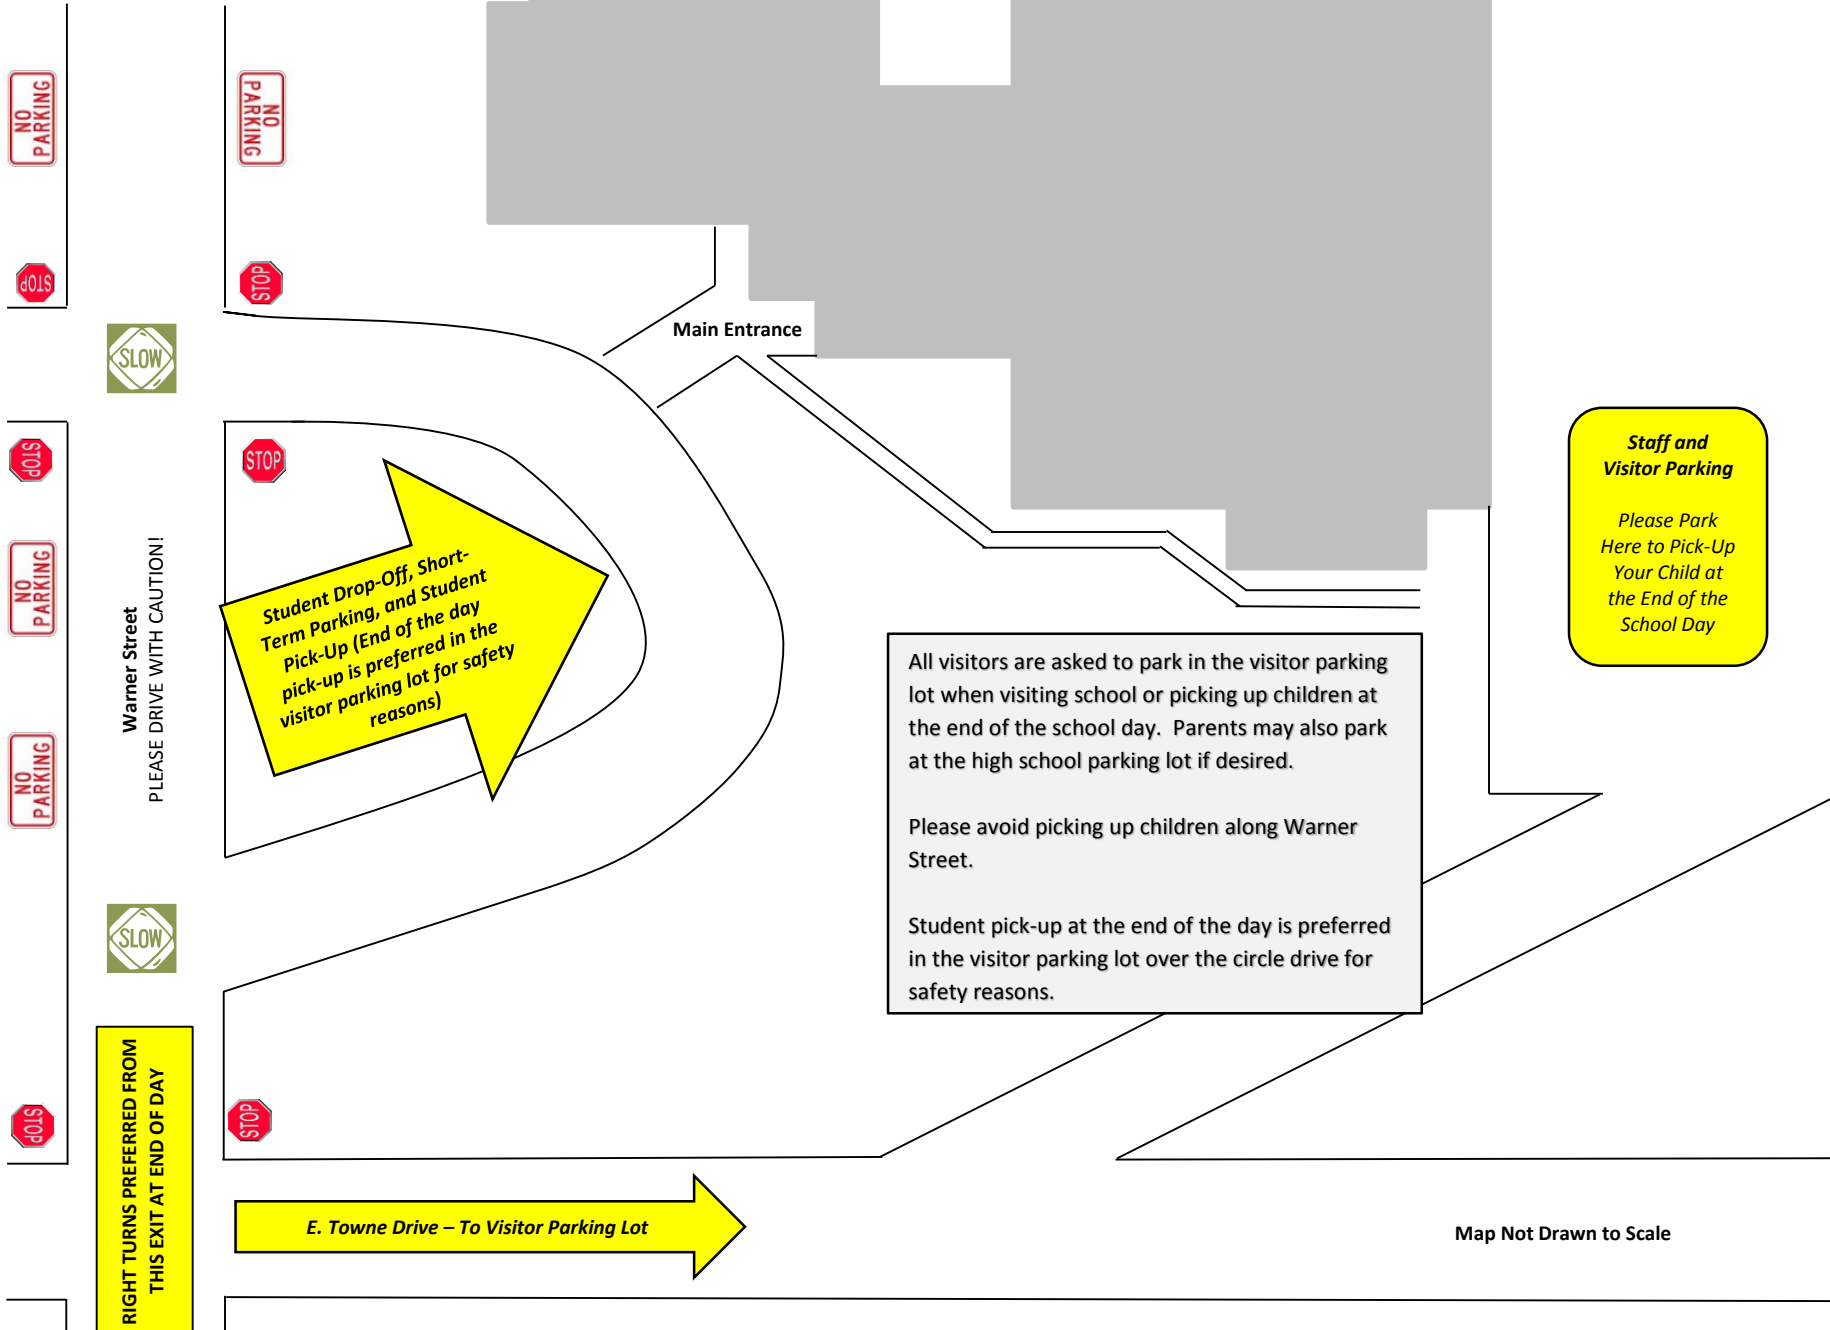 NO
PARKING
NO
PARKING
STOP
STOP
SLOW
Main Entrance
STOP
STOP
Staff and
Visitor Parking
Please Park
Here to Pick-Up
Your Child at
the End of the
School Day
NO
PARKING
Warner Street
PLEASE DRIVE WITH CAUTION!
Student Drop-Off, Short-
Term Parking, and Student
Pick-Up (End of the day
pick-up is preferred in the
visitor parking lot for safety
reasons)
All visitors are asked to park in the visitor parking
lot when visiting school or picking up children at
the end of the school day.  Parents may also park
at the high school parking lot if desired.
Please avoid picking up children along Warner
Street.
Student pick-up at the end of the day is preferred
in the visitor parking lot over the circle drive for
safety reasons.
NO
PARKING
SLOW
STOP
STOP
RIGHT TURNS PREFERRED FROM
THIS EXIT AT END OF DAY
E. Towne Drive – To Visitor Parking Lot
Map Not Drawn to Scale